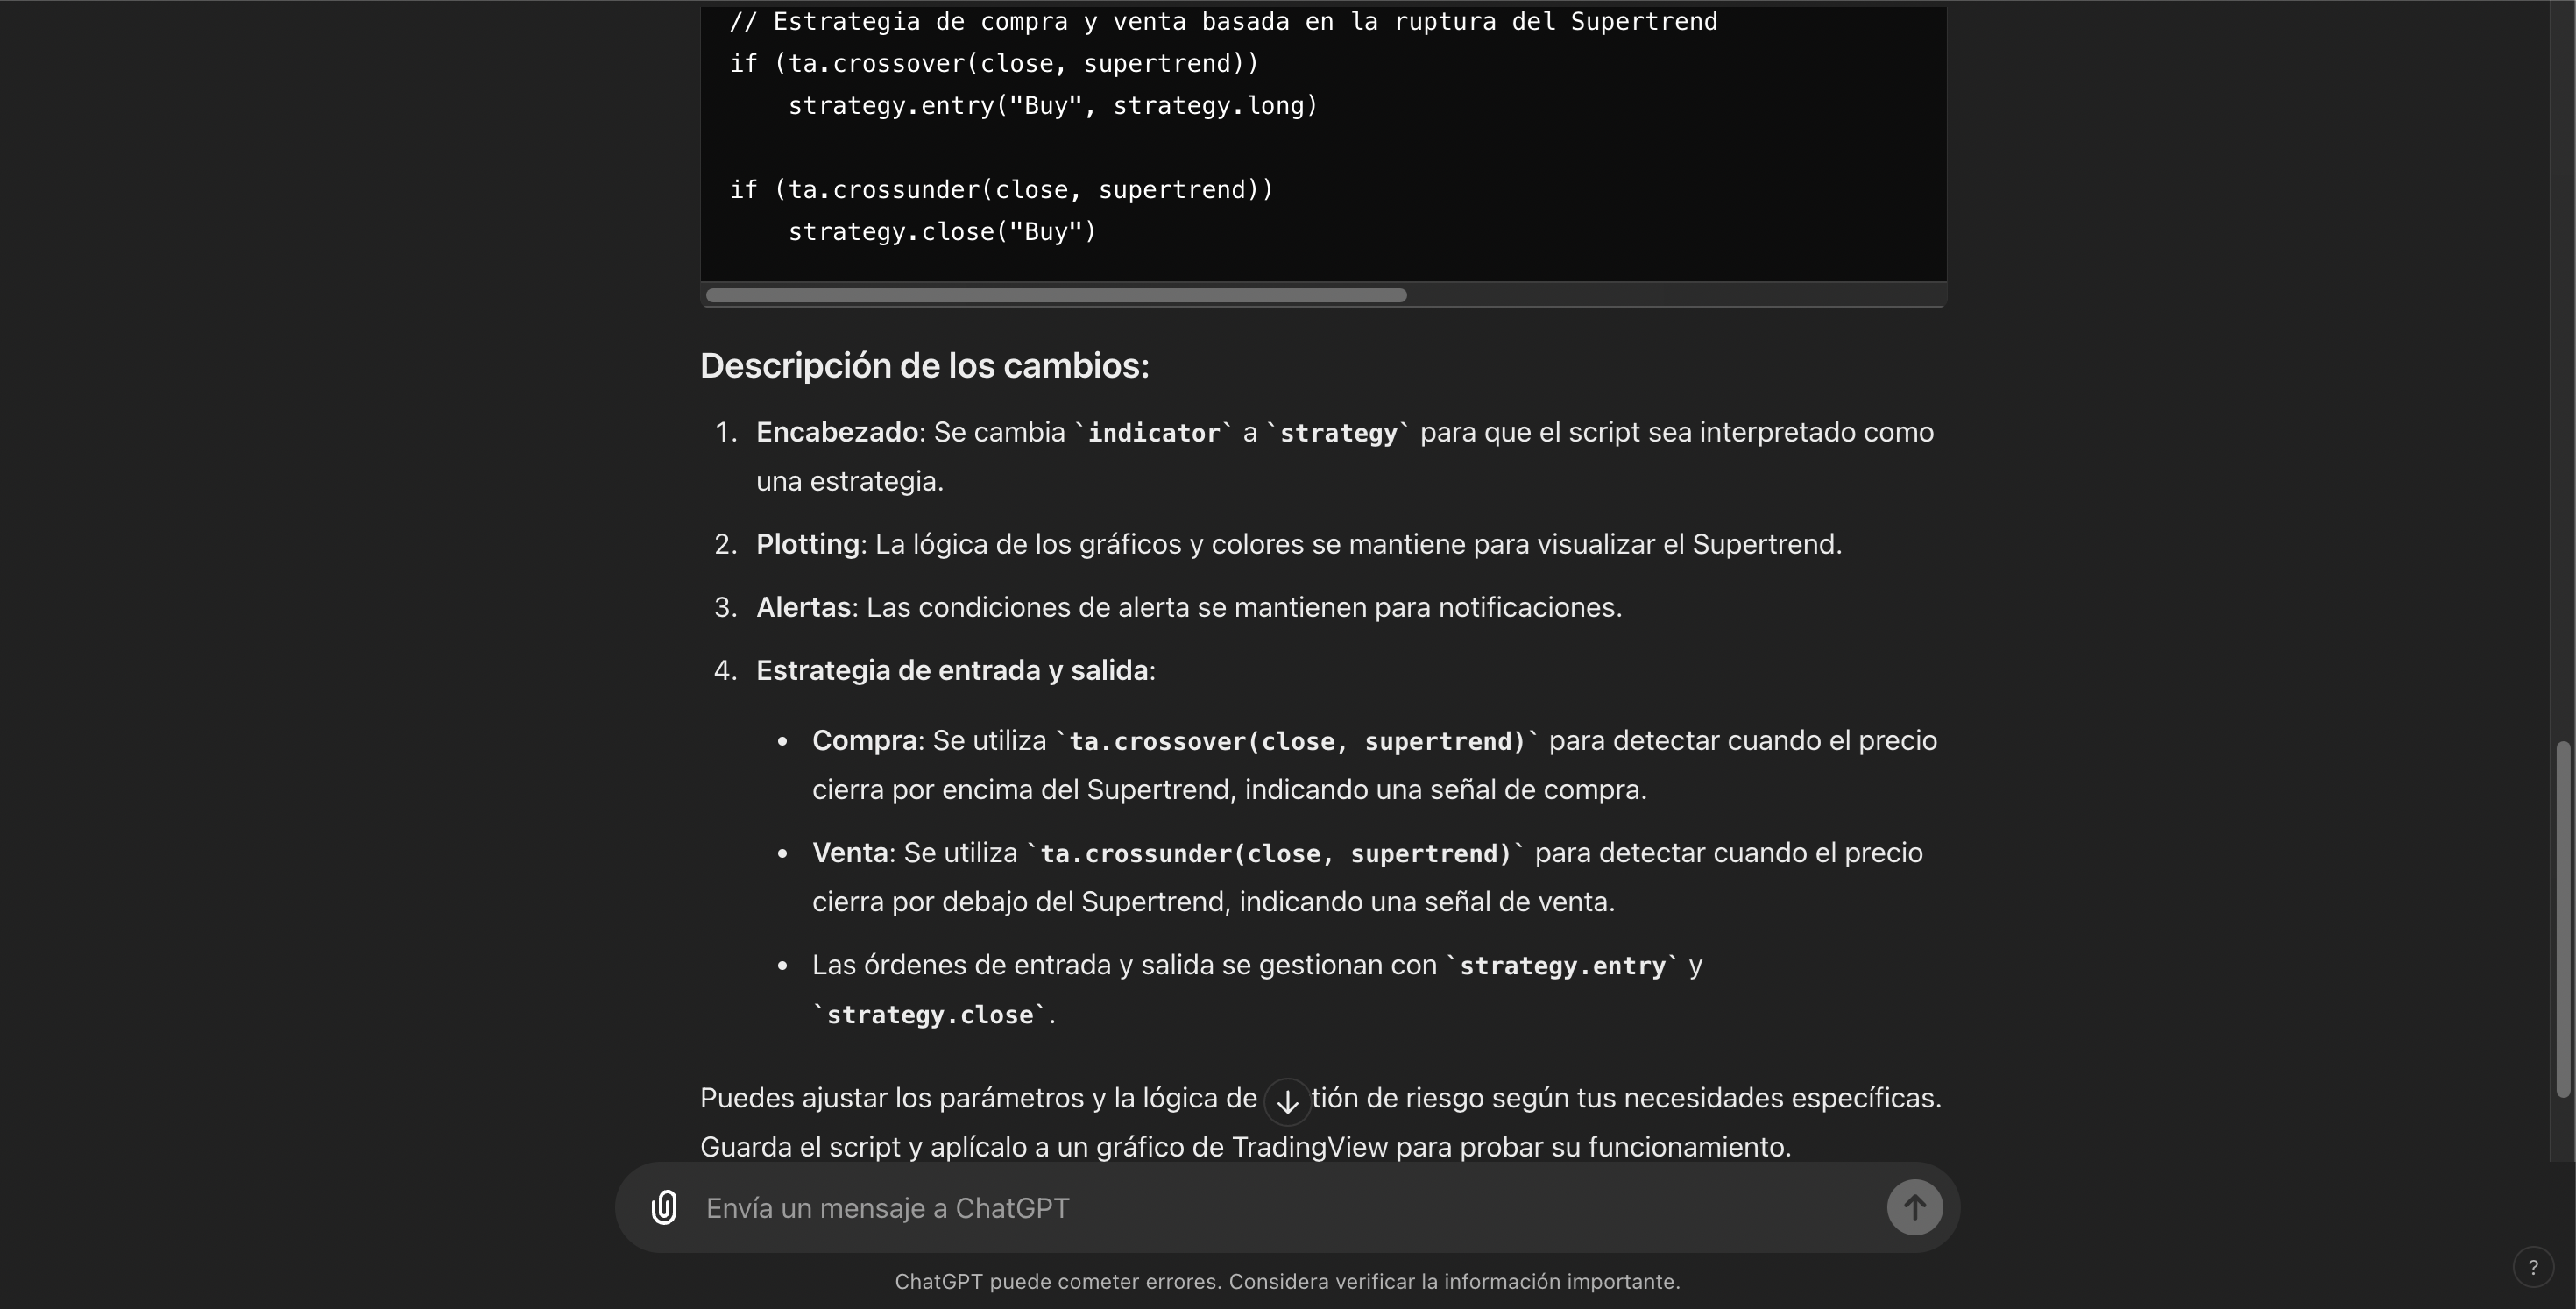 // Estrategia de compra y venta basada en la ruptura del Supertrend
if (ta.crossover(close, supertrend))
    strategy.entry("Buy", strategy.long)
if (ta.crossunder(close, supertrend))
    strategy.close("Buy")
Descripción de los cambios:
1. Encabezado: Se cambia `indicator` a `strategy` para que el script sea interpretado como
una estrategia.
2. Plotting: La lógica de los gráficos y colores se mantiene para visualizar el Supertrend.
3. Alertas: Las condiciones de alerta se mantienen para notificaciones.
4. Estrategia de entrada y salida:
• Compra: Se utiliza `ta.crossover(close, supertrend)` para detectar cuando el precio
cierra por encima del Supertrend, indicando una señal de compra.
• Venta: Se utiliza `ta.crossunder(close, supertrend)` para detectar cuando el precio
cierra por debajo del Supertrend, indicando una señal de venta.
• Las órdenes de entrada y salida se gestionan con `strategy.entry` y
`strategy.close`.
Puedes ajustar los parámetros y la lógica de tión de riesgo según tus necesidades específicas.
Guarda el script y aplícalo a un gráfico de TradingView para probar su funcionamiento.
Envía un mensaje a ChatGPT
ChatGPT puede cometer errores. Considera verificar la información importante.
?